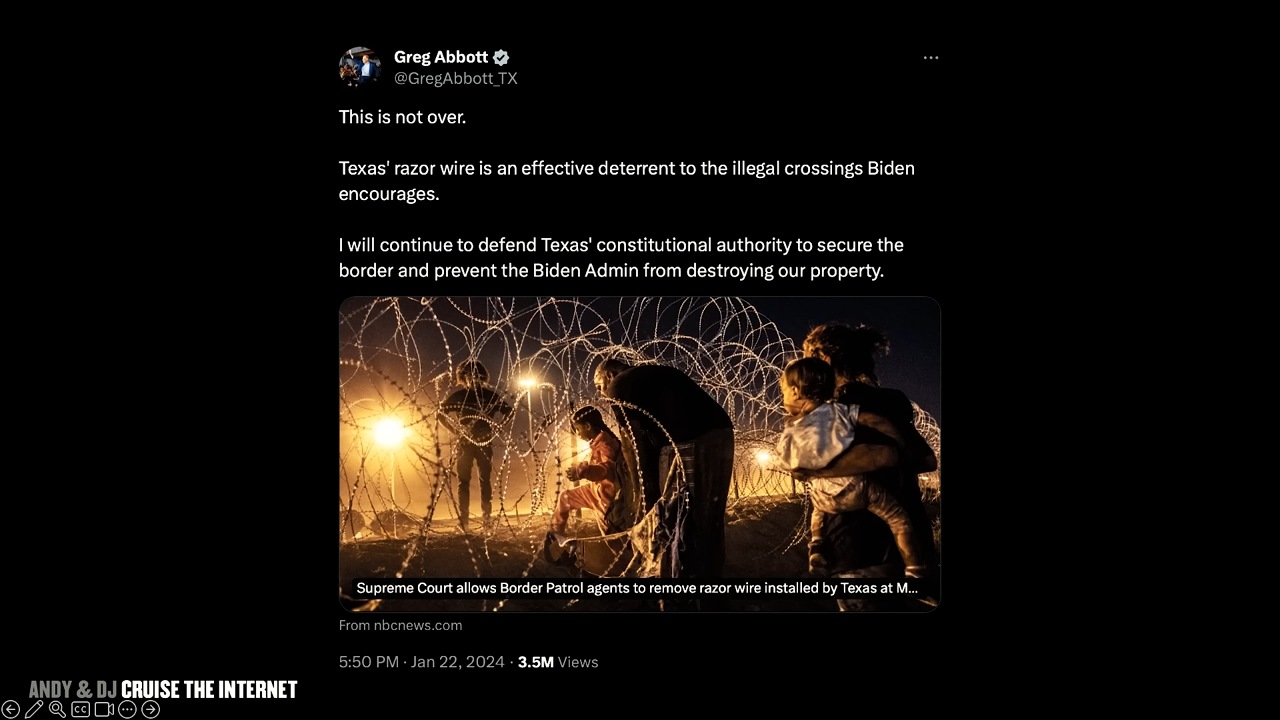 Greg Abbott
@GregAbbott_TX
This is not over.
Texas' razor wire is an effective deterrent to the illegal crossings Biden
encourages.
I will continue to defend Texas' constitutional authority to secure the
border and prevent the Biden Admin from destroying our property.
Supreme Court allows Border Patrol agents to remove razor wire installed by Texas at M...
From nbcnews.com
5:50 PM · Jan 22, 2024 · 3.5M Views
ANDY & DJ CRUISE THE INTERNET
CC